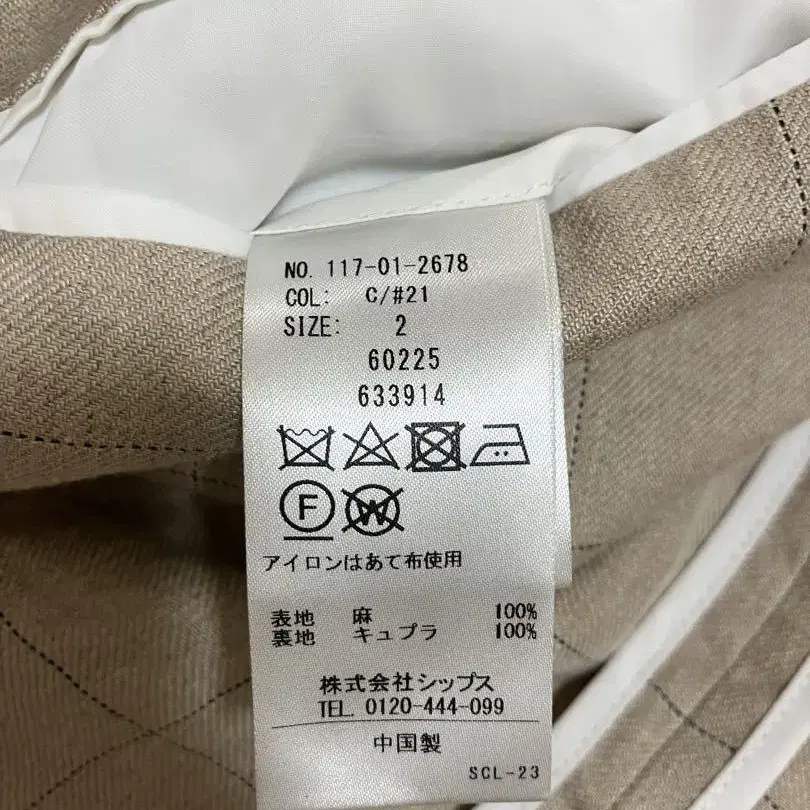 NO. 117-01-2678
COL: C/#21
SIZE: 2
60225
633914
F W
アイロンはあて布使用
表地 麻 100%
裏地 キュプラ 100%
株式会社シップス
TEL. 0120-444-099
中国製
SCL-23